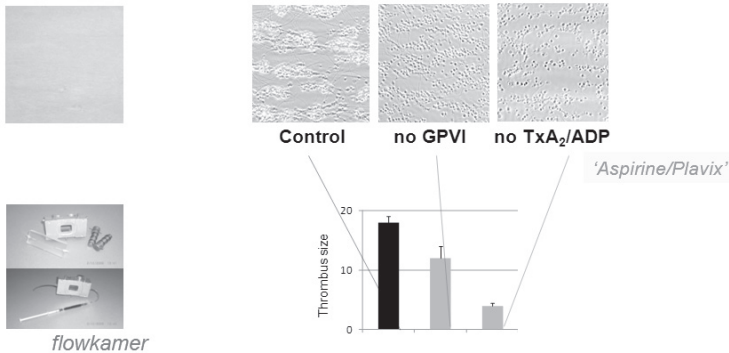 Control
no GPVI
no TxA₂/ADP
'Aspirine/Plavix'
20
10
0
Thrombus size
flowkamer